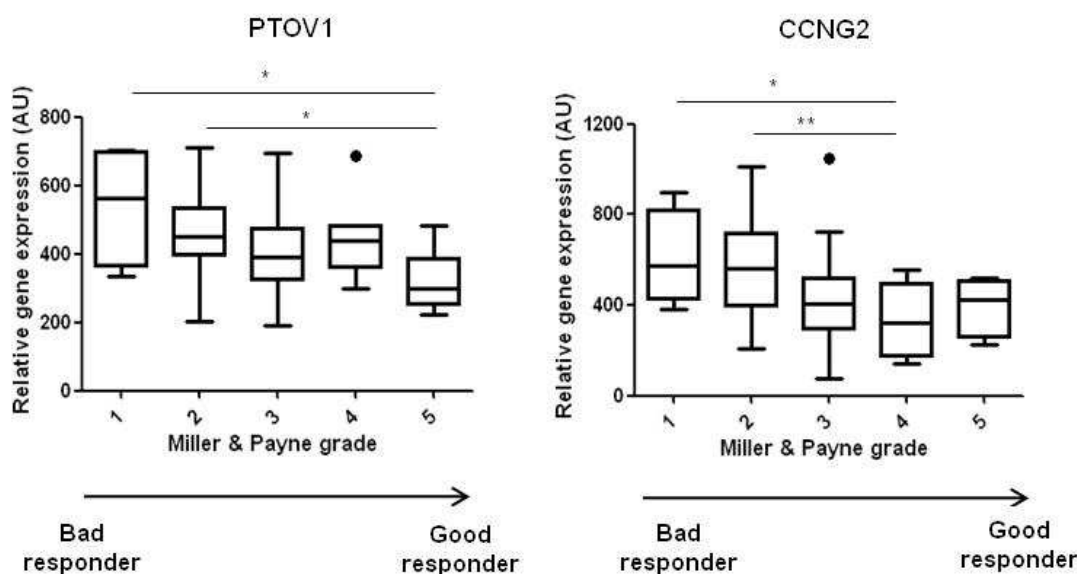 PTOV1
*
*
Relative gene expression (AU)
800
600
400
200
0
1 2 3 4 5
Miller & Payne grade
Bad
responder
Good
responder
CCNG2
*
**
Relative gene expression (AU)
1200
800
400
0
1 2 3 4 5
Miller & Payne grade
Bad
responder
Good
responder